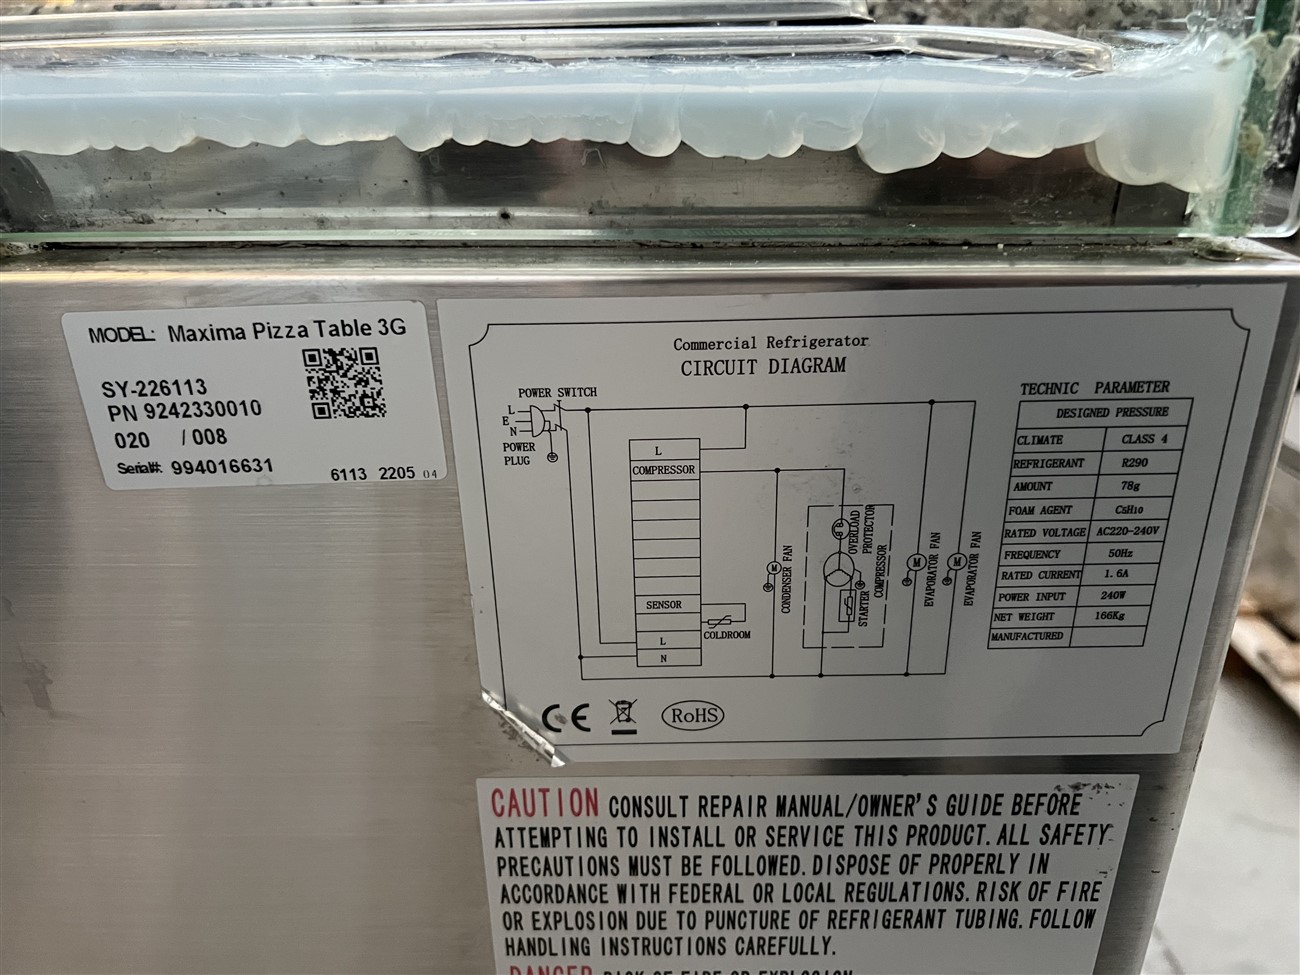 MODEL: Maxima Pizza Table 3G
SY-226113
PN 9242330010
020 / 008
Serial#: 994016631
6113 2205 04
Commercial Refrigerator
CIRCUIT DIAGRAM
POWER SWITCH
L
E
N
POWER
PLUG
L
COMPRESSOR
SENSOR
L
N
COLDROOM
M
CONDENSER FAN
OVERLOAD
PROTECTOR
STARTER
COMPRESSOR
M
EVAPORATOR FAN
M
EVAPORATOR FAN
TECHNIC PARAMETER
DESIGNED PRESSURE
CLIMATE CLASS 4
REFRIGERANT R290
AMOUNT 78g
FOAM AGENT C5H10
RATED VOLTAGE AC220-240V
FREQUENCY 50Hz
RATED CURRENT 1.6A
POWER INPUT 240W
NET WEIGHT 166Kg
MANUFACTURED
CE RoHS
CAUTION CONSULT REPAIR MANUAL/OWNER'S GUIDE BEFORE
ATTEMPTING TO INSTALL OR SERVICE THIS PRODUCT. ALL SAFETY
PRECAUTIONS MUST BE FOLLOWED. DISPOSE OF PROPERLY IN
ACCORDANCE WITH FEDERAL OR LOCAL REGULATIONS. RISK OF FIRE
OR EXPLOSION DUE TO PUNCTURE OF REFRIGERANT TUBING. FOLLOW
HANDLING INSTRUCTIONS CAREFULLY.
DANGER RISK OF FIRE OR EXPLOSION